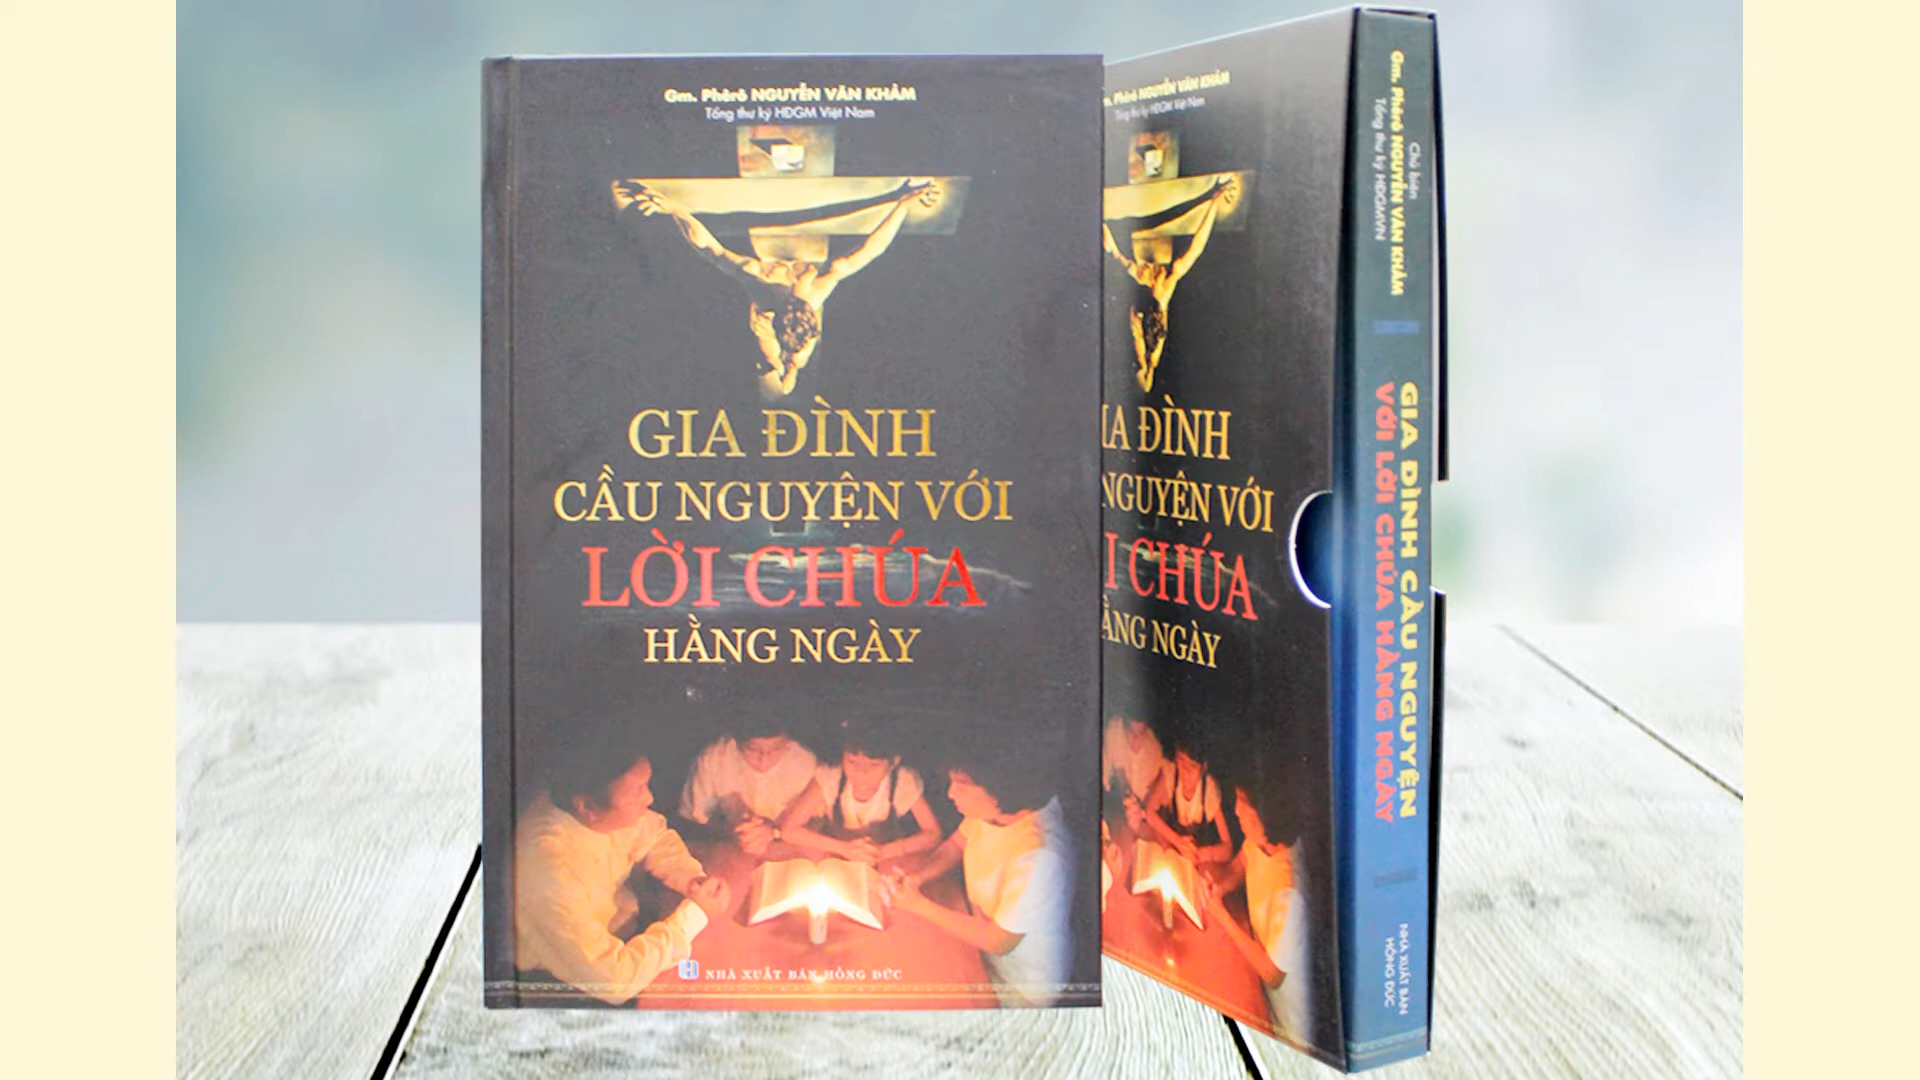 Gm. Phêrô NGUYỄN VĂN KHẢM
Tổng thư ký HĐGM Việt Nam
GIA ĐÌNH
CẦU NGUYỆN VỚI
LỜI CHÚA
HẰNG NGÀY
NHÀ XUẤT BẢN HỒNG ĐỨC
m. Phêrô NGUYỄN VĂN KHẢM
Tổng thư ký HĐGM Việt Nam
IA ĐÌNH
NGUYỆN VỚI
I CHÚA
ẰNG NGÀY
Chủ biên
Gm. Phêrô NGUYỄN VĂN KHẢM
Tổng thư ký HĐGMVN
GIA ĐÌNH CẦU NGUYỆN
VỚI LỜI CHÚA HẰNG NGÀY
NHÀ XUẤT BẢN
HỒNG ĐỨC